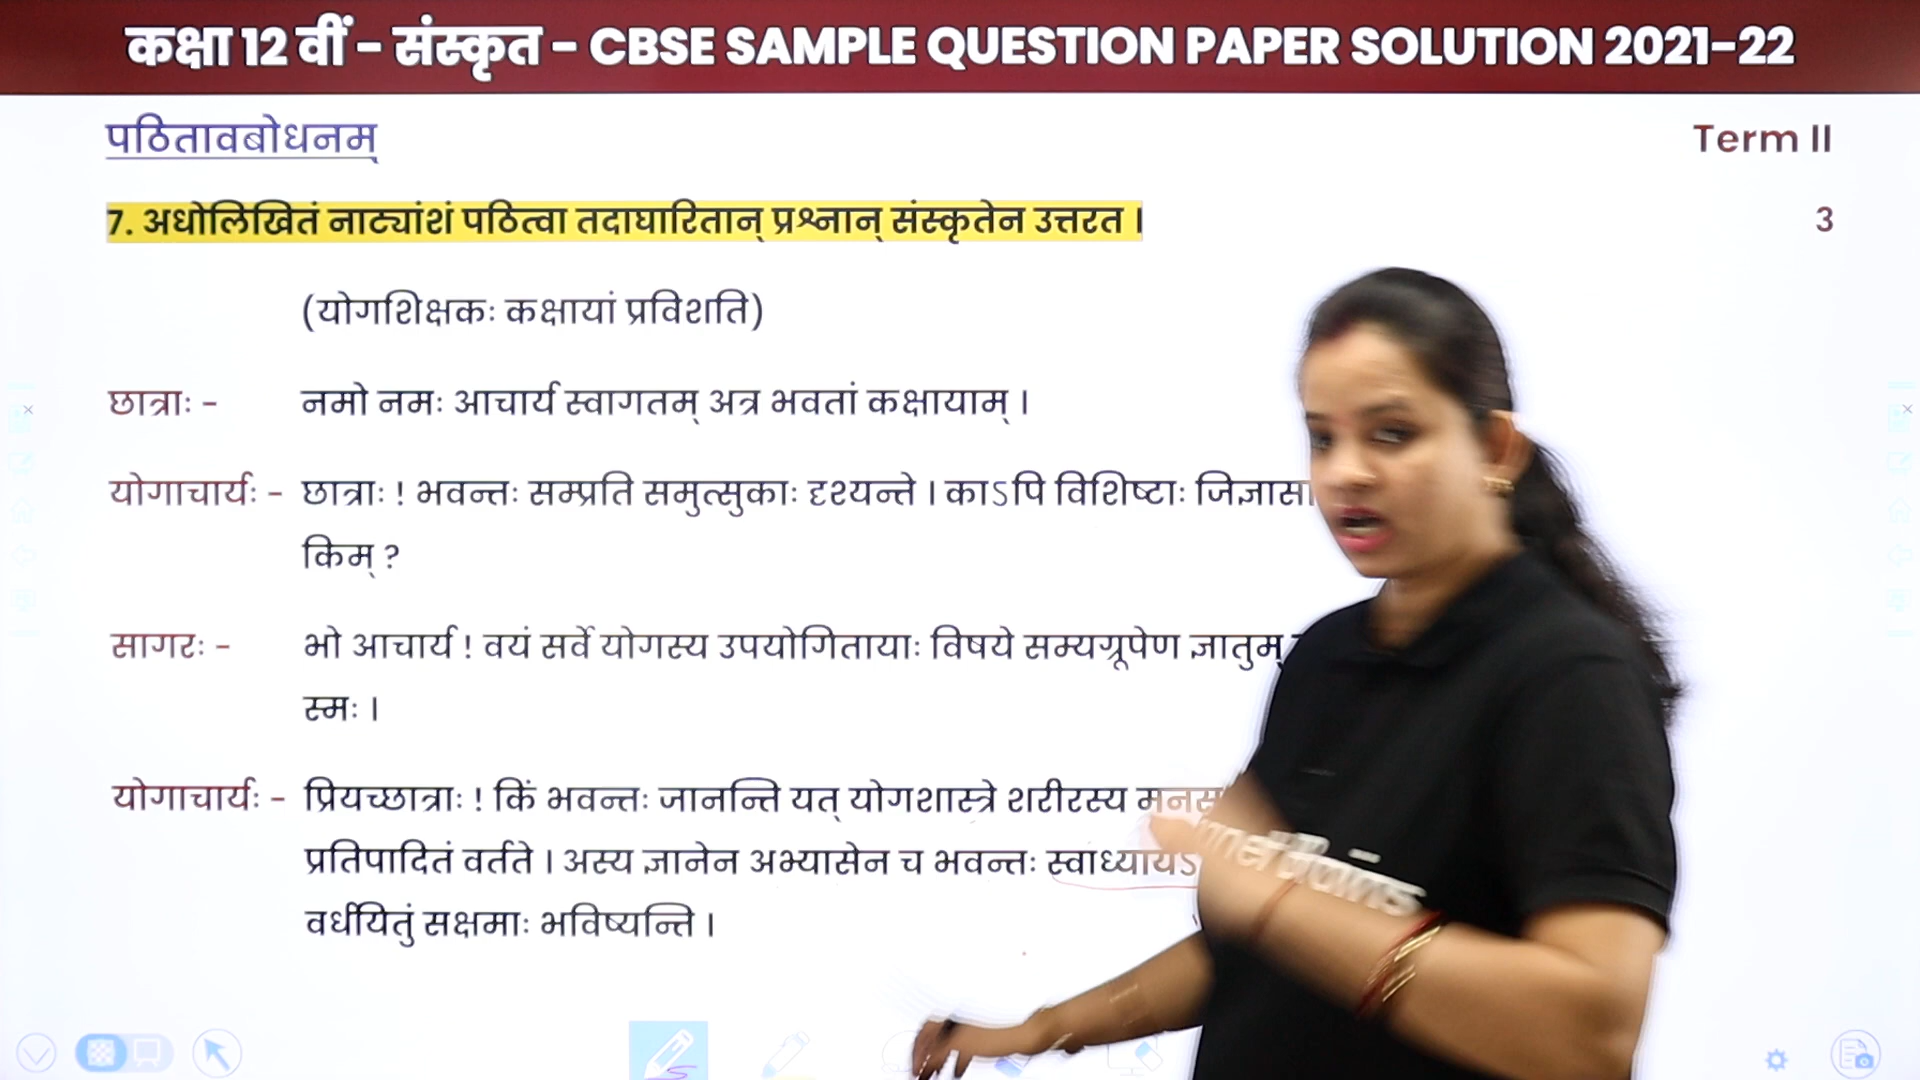 कक्षा 12 वीं - संस्कृत - CBSE SAMPLE QUESTION PAPER SOLUTION 2021-22
पठितावबोधनम्
Term II
7. अधोलिखितं नाट्यांशं पठित्वा तदाधारितान् प्रश्नान् संस्कृतेन उत्तरत ।
3
(योगशिक्षकः कक्षायां प्रविशति)
छात्राः - नमो नमः आचार्य स्वागतम् अत्र भवतां कक्षायाम् ।
योगाचार्यः - छात्राः ! भवन्तः सम्प्रति समुत्सुकाः दृश्यन्ते । काऽपि विशिष्टाः जिज्ञासा
किम् ?
सागरः - भो आचार्य ! वयं सर्वे योगस्य उपयोगितायाः विषये सम्यग्रूपेण ज्ञातुम्
स्मः ।
योगाचार्यः - प्रियच्छात्राः ! किं भवन्तः जानन्ति यत् योगशास्त्रे शरीरस्य
प्रतिपादितं वर्तते । अस्य ज्ञानेन अभ्यासेन च भवन्तः
वर्धयितुं सक्षमाः भविष्यन्ति ।